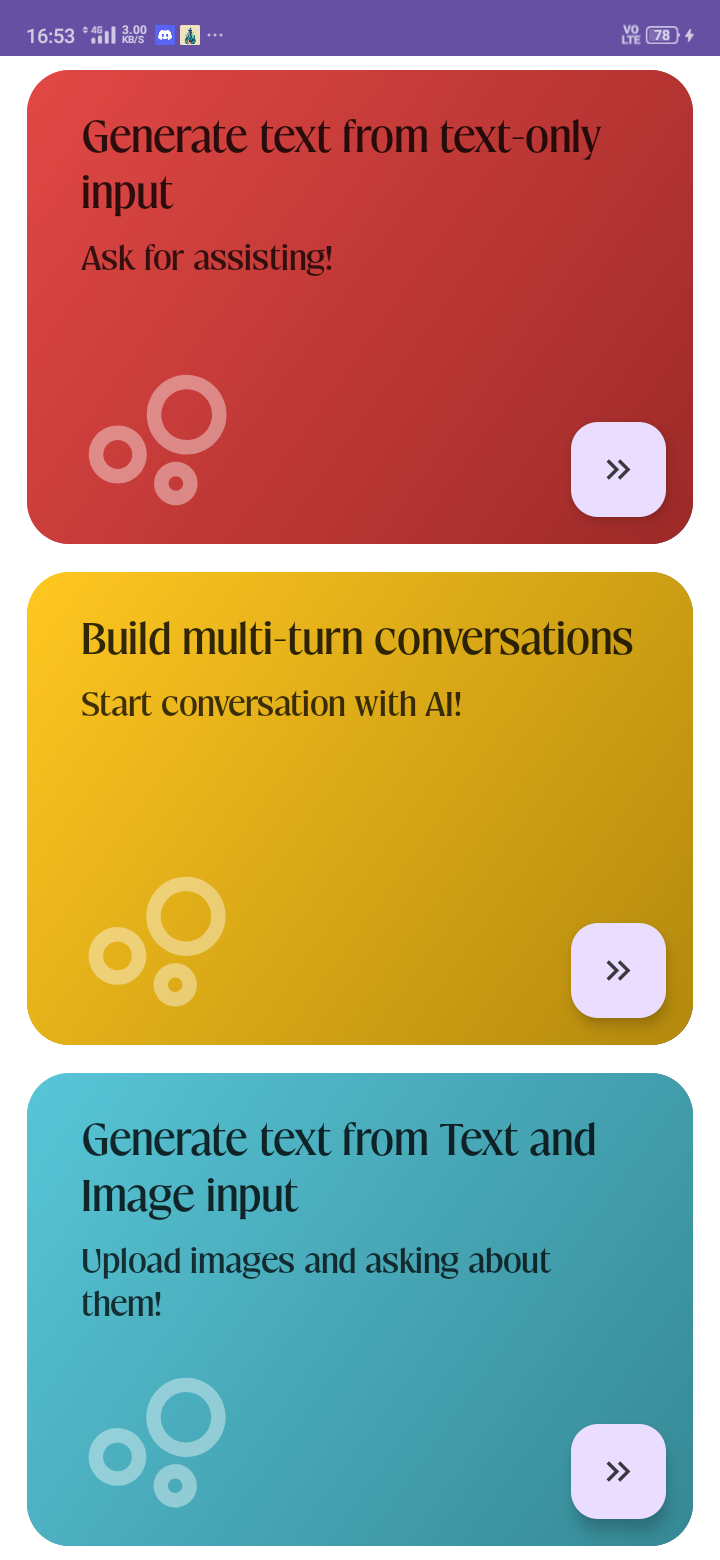 16:53 4G 3.00 KB/S VO LTE 78
Generate text from text-only
input
Ask for assisting!
Build multi-turn conversations
Start conversation with AI!
Generate text from Text and
Image input
Upload images and asking about
them!